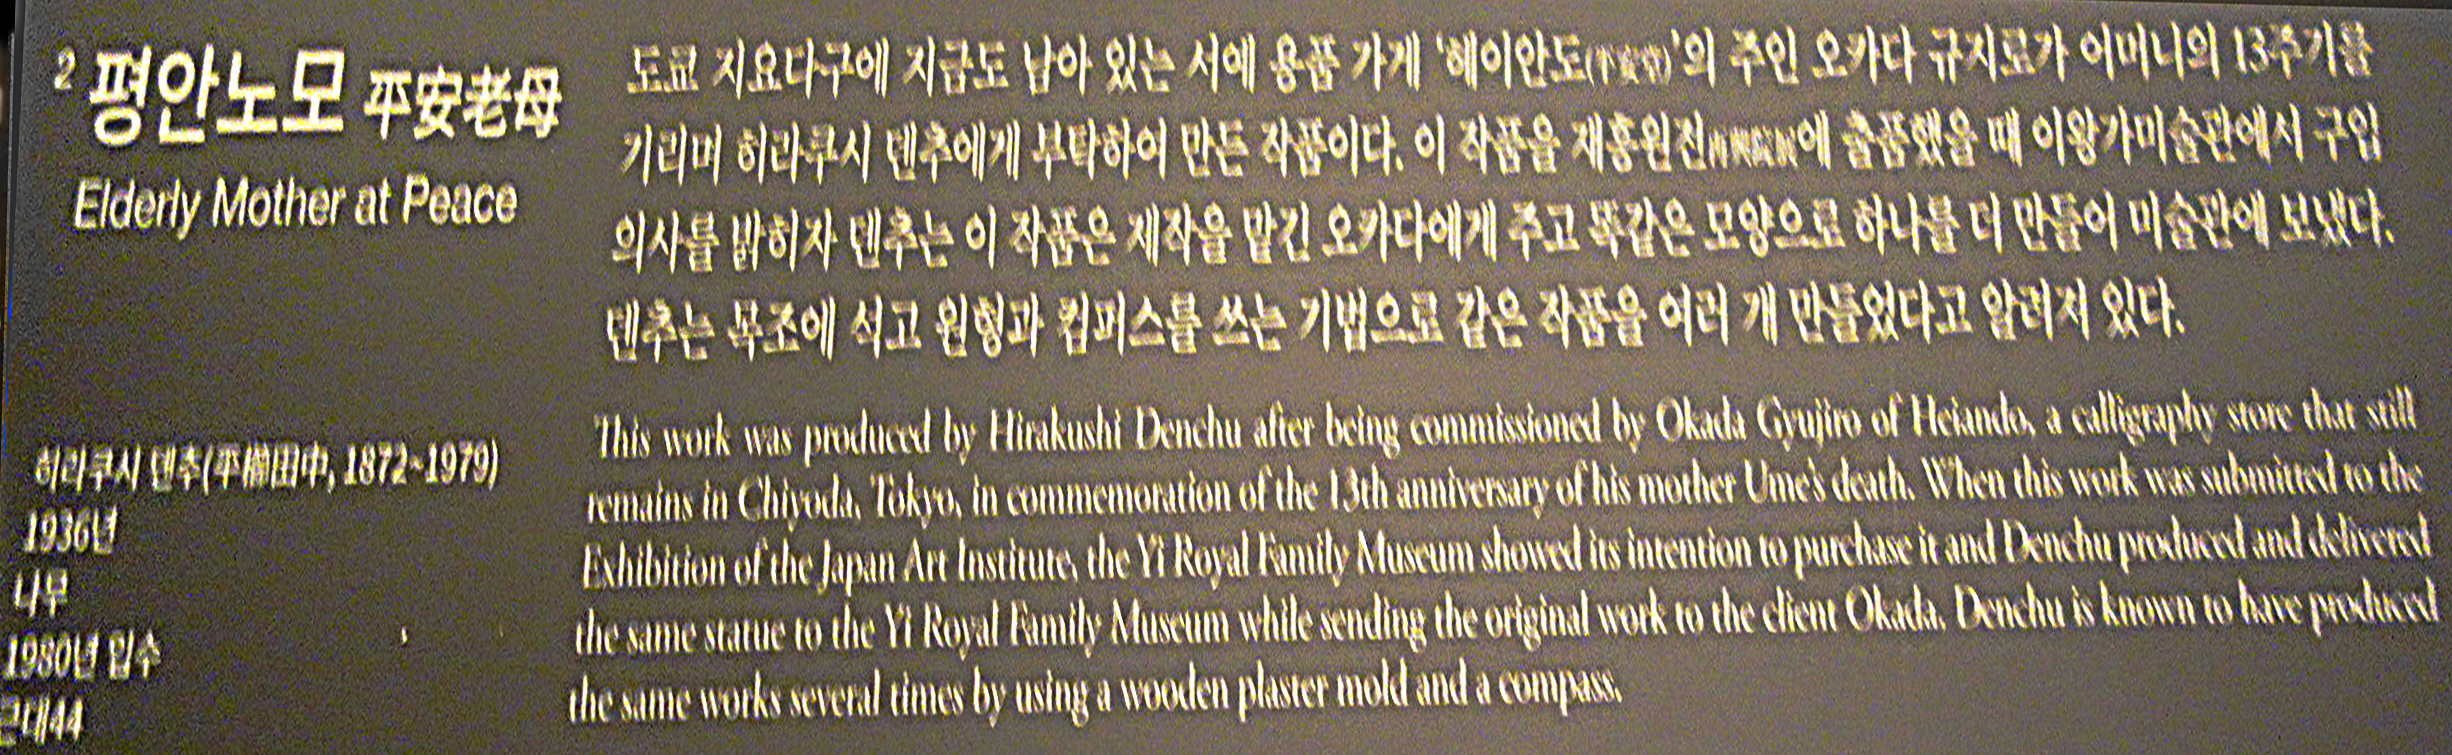 2 평안노모 平安老母
Elderly Mother at Peace
히라쿠시 덴추(平櫛田中, 1872~1979)
1936년
나무
1980년 입수
근대44
도쿄 지요다구에 지금도 남아 있는 서예 용품 가게 ‘헤이안도(平安堂)’의 주인 오카다 규지로가 어머니의 13주기를
기리며 히라쿠시 덴추에게 부탁하여 만든 작품이다. 이 작품을 재흥원전에 출품했을 때 이왕가미술관에서 구입
의사를 밝히자 덴추는 이 작품은 제작을 맡긴 오카다에게 주고 똑같은 모양으로 하나를 더 만들어 미술관에 보냈다.
덴추는 목조에 석고 원형과 컴퍼스를 쓰는 기법으로 같은 작품을 여러 개 만들었다고 알려져 있다.
This work was produced by Hirakushi Denchu after being commissioned by Okada Gyujiro of Heiando, a calligraphy store that still
remains in Chiyoda, Tokyo, in commemoration of the 13th anniversary of his mother Ume's death. When this work was submitted to the
Exhibition of the Japan Art Institute, the Yi Royal Family Museum showed its intention to purchase it and Denchu produced and delivered
the same statue to the Yi Royal Family Museum while sending the original work to the client Okada. Denchu is known to have produced
the same works several times by using a wooden plaster mold and a compass.